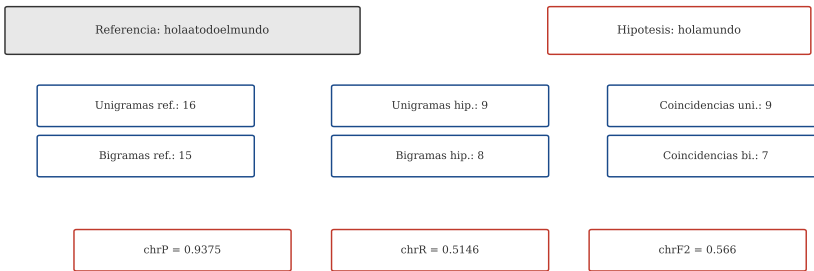 Referencia: holaatodoelmundo
Hipotesis: holamundo
Unigramas ref.: 16
Unigramas hip.: 9
Coincidencias uni.: 9
Bigramas ref.: 15
Bigramas hip.: 8
Coincidencias bi.: 7
chrP = 0.9375
chrR = 0.5146
chrF2 = 0.566